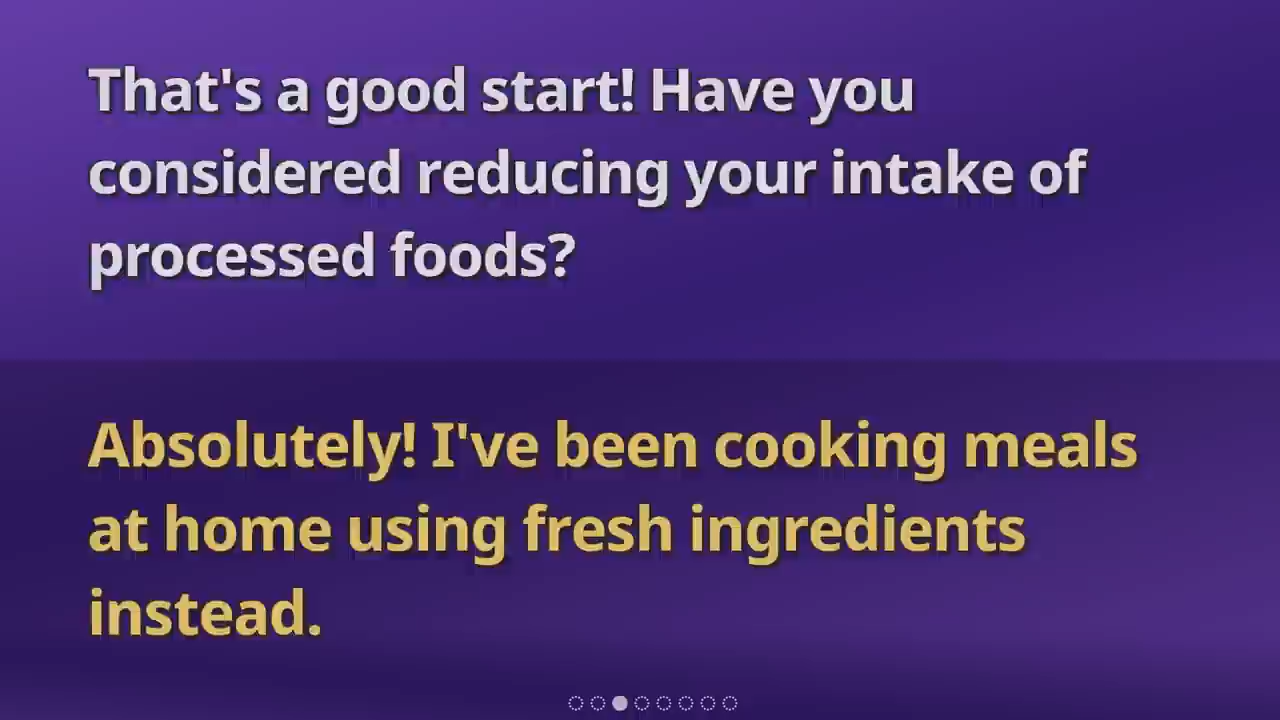 That's a good start! Have you
considered reducing your intake of
processed foods?
Absolutely! I've been cooking meals
at home using fresh ingredients
instead.